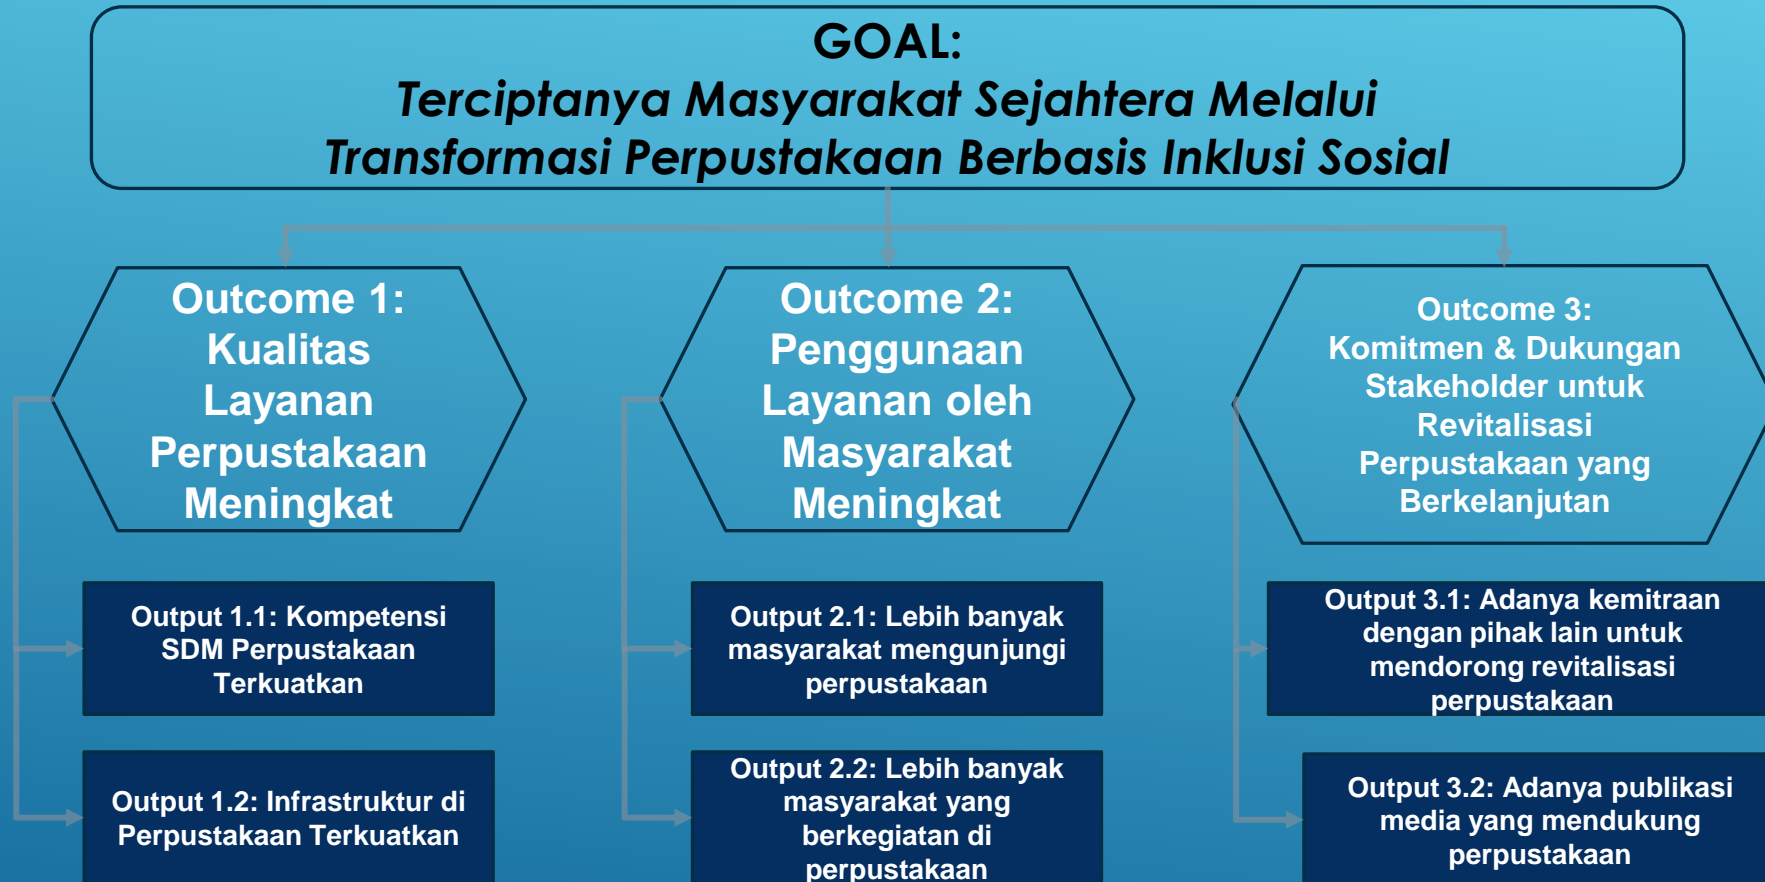 GOAL:
Terciptanya Masyarakat Sejahtera Melalui
Transformasi Perpustakaan Berbasis Inklusi Sosial
Outcome 1:
Kualitas
Layanan
Perpustakaan
Meningkat
Outcome 2:
Penggunaan
Layanan oleh
Masyarakat
Meningkat
Outcome 3:
Komitmen & Dukungan
Stakeholder untuk
Revitalisasi
Perpustakaan yang
Berkelanjutan
Output 1.1: Kompetensi
SDM Perpustakaan
Terkuatkan
Output 2.1: Lebih banyak
masyarakat mengunjungi
perpustakaan
Output 3.1: Adanya kemitraan
dengan pihak lain untuk
mendorong revitalisasi
perpustakaan
Output 1.2: Infrastruktur di
Perpustakaan Terkuatkan
Output 2.2: Lebih banyak
masyarakat yang
berkegiatan di
perpustakaan
Output 3.2: Adanya publikasi
media yang mendukung
perpustakaan